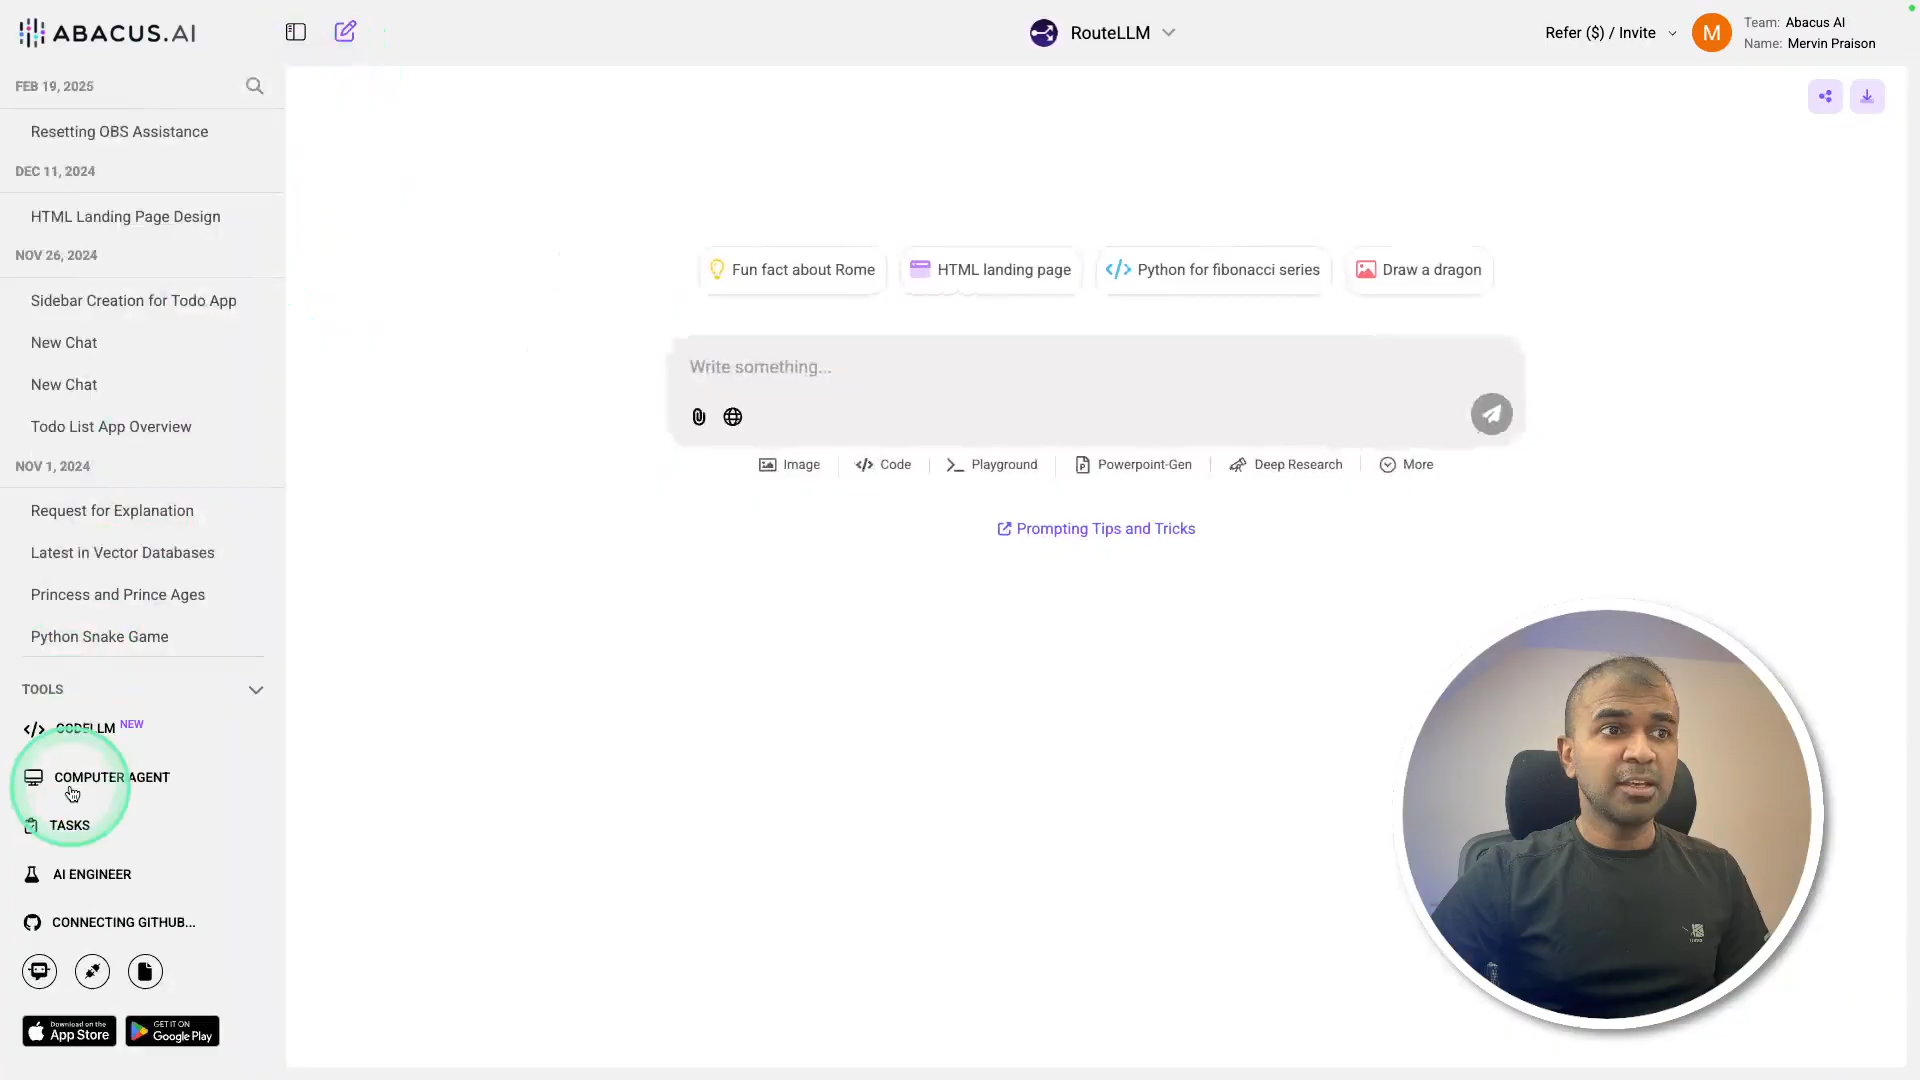 ABACUS.AI
RouteLLM
Refer ($) / Invite
M
Team: Abacus AI
Name: Mervin Praison
FEB 19, 2025
Resetting OBS Assistance
DEC 11, 2024
HTML Landing Page Design
NOV 26, 2024
Sidebar Creation for Todo App
New Chat
New Chat
Todo List App Overview
NOV 1, 2024
Request for Explanation
Latest in Vector Databases
Princess and Prince Ages
Python Snake Game
TOOLS
CODELLM NEW
COMPUTER AGENT
TASKS
AI ENGINEER
CONNECTING GITHUB...
Download on the
App Store
GET IT ON
Google Play
Fun fact about Rome
HTML landing page
Python for fibonacci series
Draw a dragon
Write something...
Image
Code
Playground
Powerpoint-Gen
Deep Research
More
Prompting Tips and Tricks